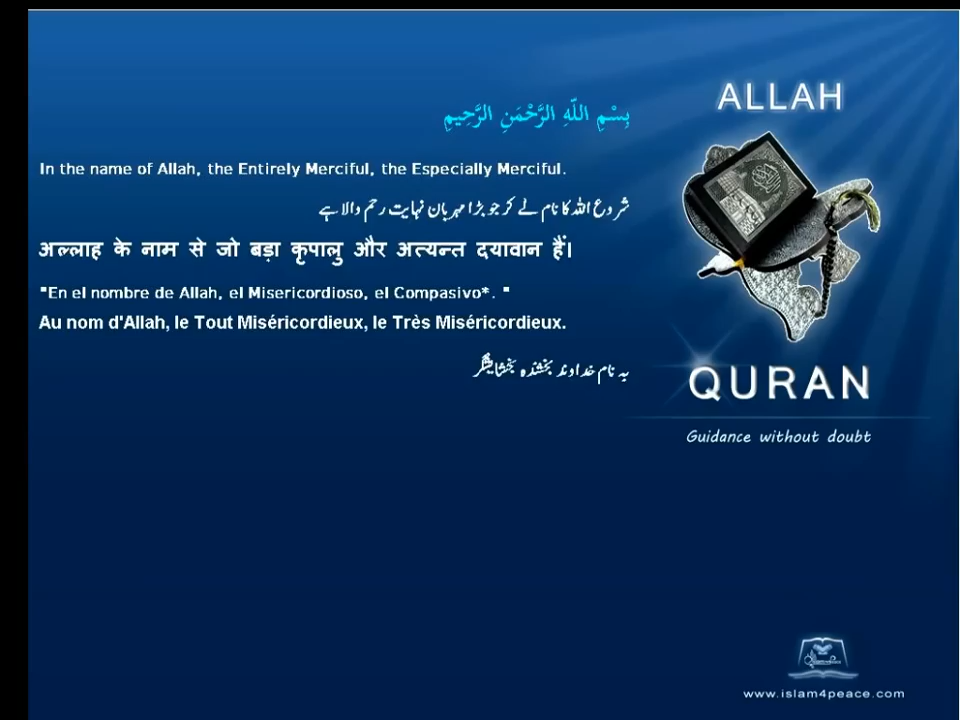 بِسْمِ اللّهِ الرَّحْمَنِ الرَّحِيمِ
In the name of Allah, the Entirely Merciful, the Especially Merciful.
شروع الله کا نام لے کر جو بڑا مہربان نہایت رحم والا ہے
अल्लाह के नाम से जो बड़ा कृपालु और अत्यन्त दयावान हैं।
"En el nombre de Allah, el Misericordioso, el Compasivo*. "
Au nom d'Allah, le Tout Miséricordieux, le Très Miséricordieux.
به نام خداوند بخشنده بخشایشگر
ALLAH
QURAN
Guidance without doubt
www.islam4peace.com